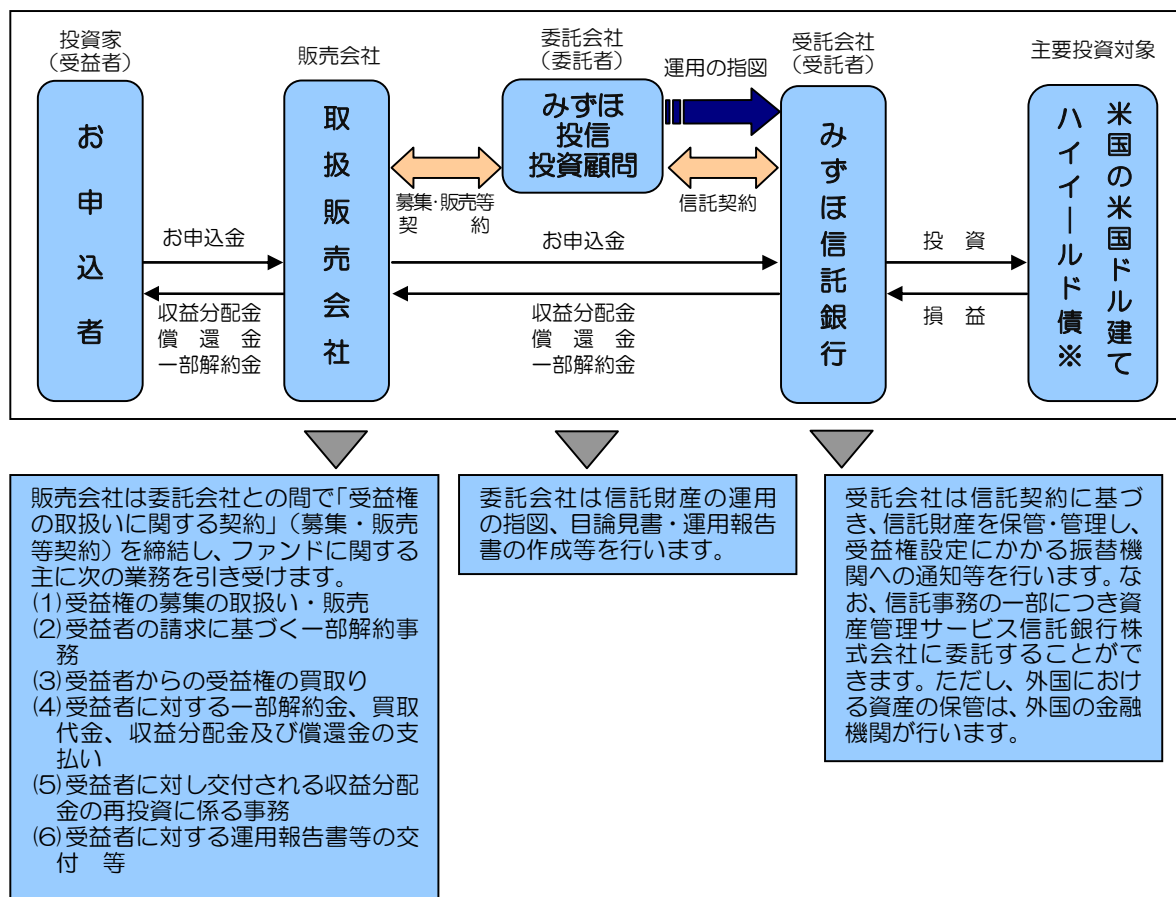 投資家
(受益者)
販売会社
委託会社
(委託者)
受託会社
(受託者)
主要投資対象
運用の指図
お申込者
取扱販売会社
みずほ
投信
投資顧問
みずほ信託銀行
米国の米国ドル建て
ハイイールド債※
募集・販売等
契 約
信託契約
お申込金
お申込金
投 資
収益分配金
償 還 金
一部解約金
収益分配金
償 還 金
一部解約金
損 益
販売会社は委託会社との間で「受益権
の取扱いに関する契約」(募集・販売
等契約)を締結し、ファンドに関する
主に次の業務を引き受けます。
(1)受益権の募集の取扱い・販売
(2)受益者の請求に基づく一部解約事
務
(3)受益者からの受益権の買取り
(4)受益者に対する一部解約金、買取
代金、収益分配金及び償還金の支
払い
(5)受益者に対し交付される収益分配
金の再投資に係る事務
(6)受益者に対する運用報告書等の交
付 等
委託会社は信託財産の運用
の指図、目論見書・運用報告
書の作成等を行います。
受託会社は信託契約に基づ
き、信託財産を保管・管理し、
受益権設定にかかる振替機
関への通知等を行います。な
お、信託事務の一部につき資
産管理サービス信託銀行株
式会社に委託することがで
きます。ただし、外国におけ
る資産の保管は、外国の金融
機関が行います。